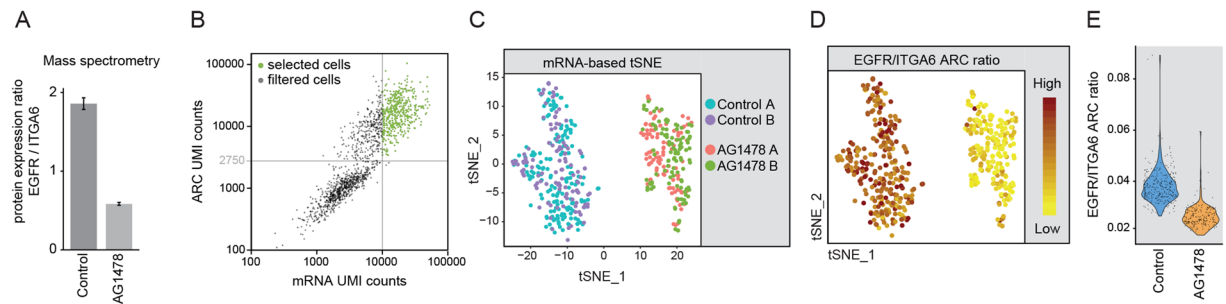 A
Mass spectrometry
protein expression ratio
EGFR / ITGA6
2
1
0
Control
AG1478
B
selected cells
filtered cells
ARC UMI counts
100000
10000
2750
1000
100
100
1000
10000
100000
mRNA UMI counts
C
mRNA-based tSNE
tSNE_2
15
10
5
0
−5
−10
−20
−10
0
10
20
tSNE_1
Control A
Control B
AG1478 A
AG1478 B
D
EGFR/ITGA6 ARC ratio
High
Low
tSNE_2
tSNE_1
E
EGFR/ITGA6 ARC ratio
0.08
0.06
0.04
0.02
Control
AG1478